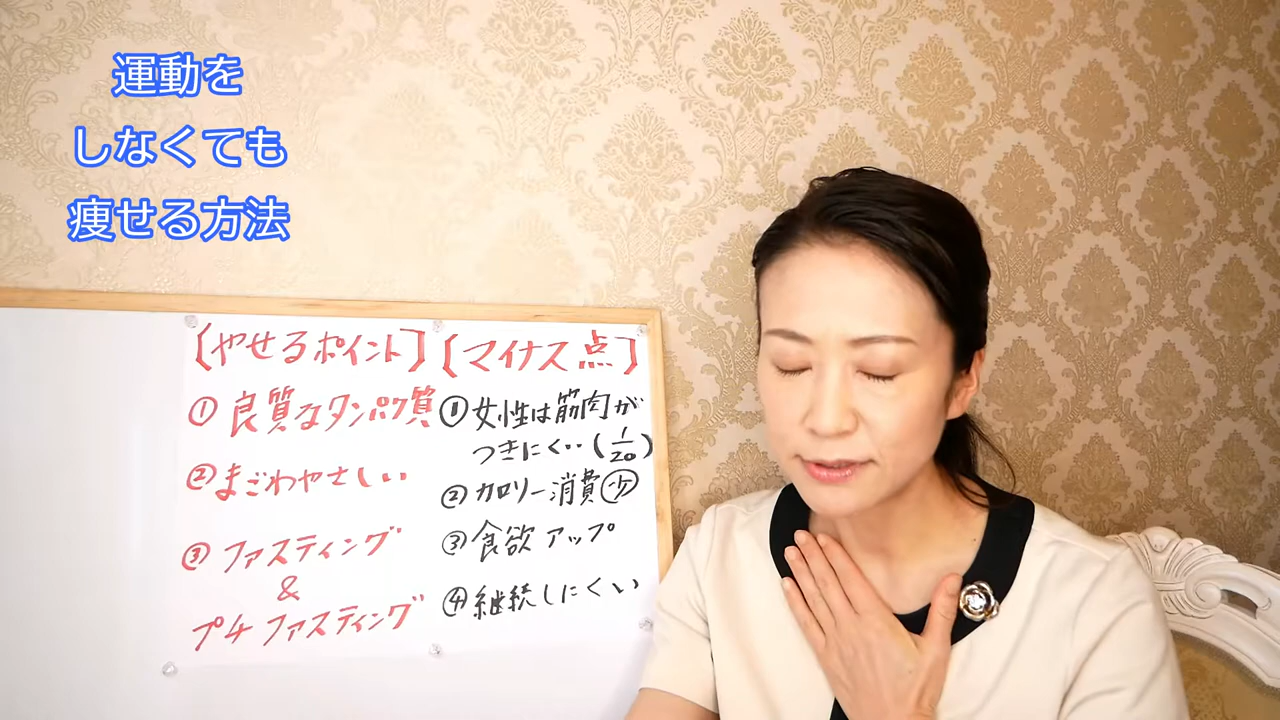 運動を
しなくても
痩せる方法
【やせるポイント】
① 良質なタンパク質
② まごわやさしい
③ ファスティング
&
プチファスティング
【マイナス点】
① 女性は筋肉が
つきにくい (1/20)
② カロリー消費 少
③ 食欲アップ
④ 継続しにくい